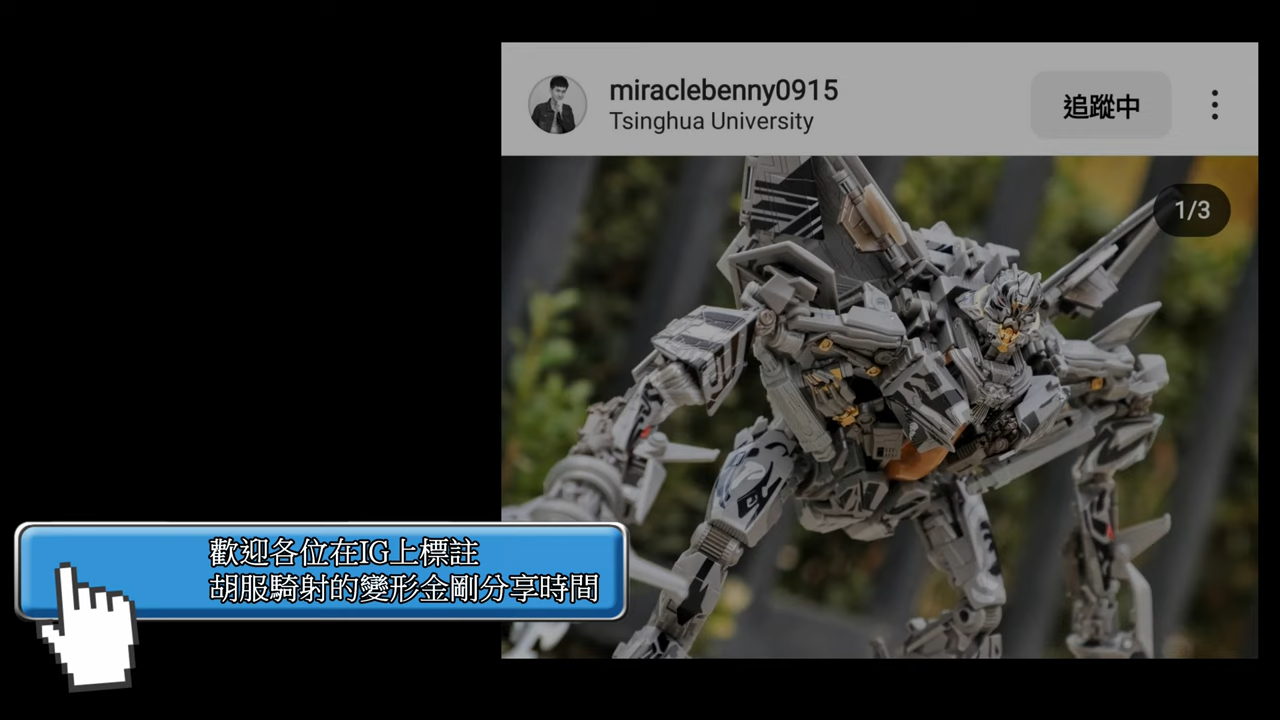 miraclebenny0915
Tsinghua University
追蹤中
1/3
歡迎各位在IG上標註
胡服騎射的變形金剛分享時間